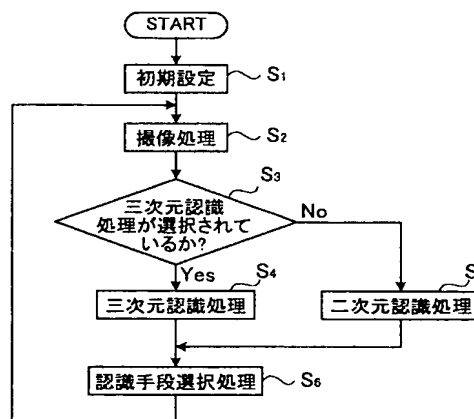 START
初期設定
S1
撮像処理
S2
S3
三次元認識
処理が選択されて
いるか?
No
Yes
S4
S
三次元認識処理
二次元認識処理
認識手段選択処理
S6